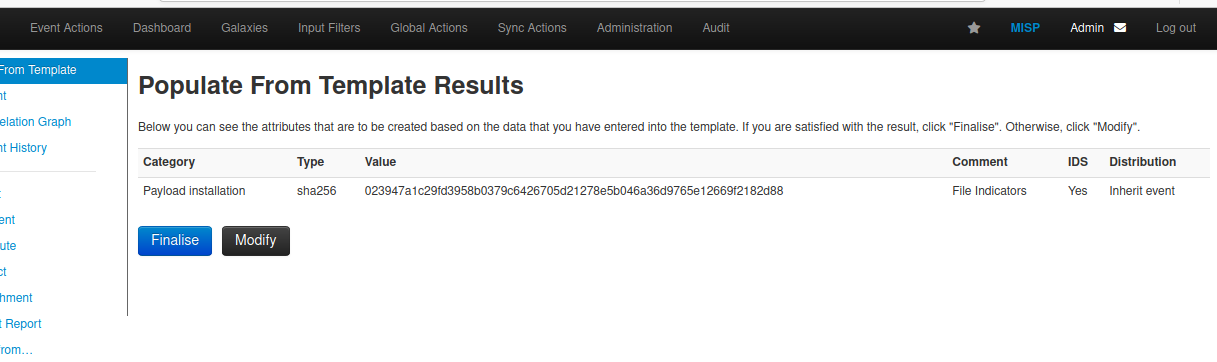 Event Actions Dashboard Galaxies Input Filters Global Actions Sync Actions Administration Audit MISP Admin Log out
From Template
Populate From Template Results
nt
elation Graph
Below you can see the attributes that are to be created based on the data that you have entered into the template. If you are satisfied with the result, click "Finalise". Otherwise, click "Modify".
nt History
Category Type Value Comment IDS Distribution
Payload installation sha256 023947a1c29fd3958b0379c6426705d21278e5b046a36d9765e12669f2182d88 File Indicators Yes Inherit event
ent
Finalise Modify
ute
ct
hment
t Report
rom...